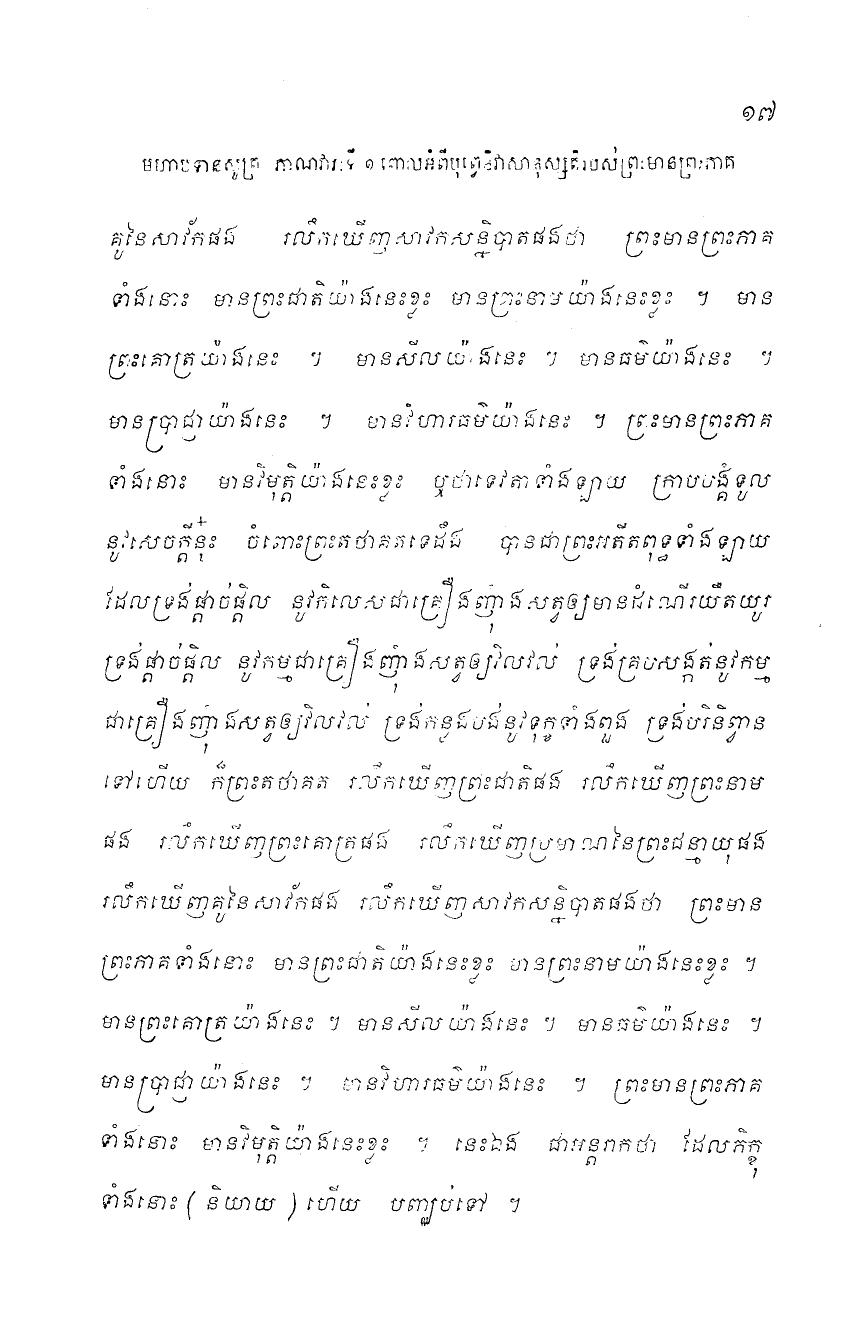 ១៧
មហាបទានសូត្រ ភាណវារៈទី ១ ពោលអំពីបុព្វេនិវាសានុស្សតិរបស់ព្រះមានព្រះភាគ
គូនៃសាវ័កផង រលឹកឃើញសាវកសន្និបាតផងថា ព្រះមានព្រះភាគ
ទាំងនោះ មានព្រះជាតិយ៉ាងនេះខ្លះ មានព្រះនាមយ៉ាងនេះខ្លះ ។ មាន
ព្រះគោត្រយ៉ាងនេះ ។ មានសីលយ៉ាងនេះ ។ មានធម៌យ៉ាងនេះ ។
មានប្រាជ្ញាយ៉ាងនេះ ។ មានវិហារធម៌យ៉ាងនេះ ។ ព្រះមានព្រះភាគ
ទាំងនោះ មានវិមុត្តិយ៉ាងនេះខ្លះ ឬថាទេវតាទាំងឡាយ ក្រាបបង្គំទូល
នូវសេចក្តីនុ៎ះ ចំពោះព្រះតថាគតទេដឹង បានជាព្រះអតីតពុទ្ធទាំងឡាយ
ដែលទ្រង់ផ្តាច់ផ្តិល នូវកិលេសជាគ្រឿងញុ៉ាងសត្វឲ្យមានដំណើរយឺតយូរ
ទ្រង់ផ្តាច់ផ្តិល នូវកម្មជាគ្រឿងញុ៉ាំងសត្វឲ្យវិលវល់ ទ្រង់គ្របសង្កត់នូវកម្ម
ជាគ្រឿងញុ៉ាងសត្វឲ្យវិលវល់ ទ្រង់កន្លងបង់នូវទុក្ខទាំងពួង ទ្រង់បរិនិព្វាន
ទៅហើយ ក៏ព្រះតថាគត រលឹកឃើញព្រះជាតិផង រលឹកឃើញព្រះនាម
ផង រលឹកឃើញព្រះគោត្រផង រលឹកឃើញប្រមាណនៃព្រះជន្មាយុផង
រលឹកឃើញគូនៃសាវ័កផង រលឹកឃើញសាវកសន្និបាតផងថា ព្រះមាន
ព្រះភាគទាំងនោះ មានព្រះជាតិយ៉ាងនេះខ្លះ មានព្រះនាមយ៉ាងនេះខ្លះ ។
មានព្រះគោត្រយ៉ាងនេះ ។ មានសីលយ៉ាងនេះ ។ មានធម៌យ៉ាងនេះ ។
មានប្រាជ្ញាយ៉ាងនេះ ។ មានវិហារធម៌យ៉ាងនេះ ។ ព្រះមានព្រះភាគ
ទាំងនោះ មានវិមុត្តិយ៉ាងនេះខ្លះ ។ នេះឯង ជាអន្តរាកថា ដែលភិក្ខុ
ទាំងនោះ ( និយាយ ) ហើយ បញ្ឈប់ទៅ ។